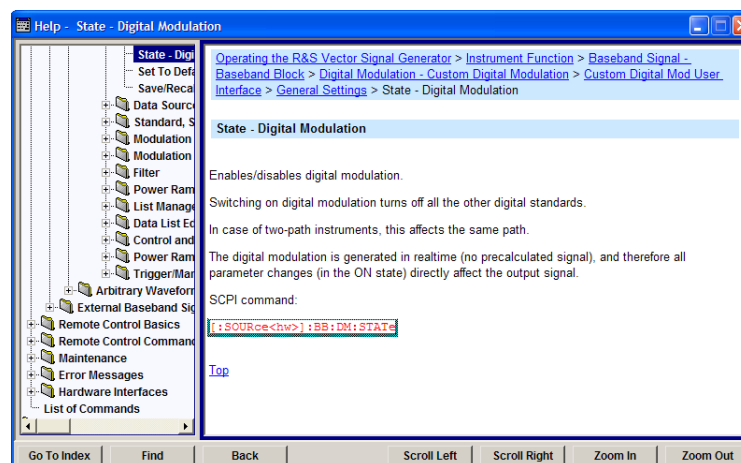 Help - State - Digital Modulation
State - Digi
Set To Defa
Save/Recal
Data Source
Standard, S
Modulation
Modulation
Filter
Power Ram
List Manage
Data List Ed
Control and
Power Ram
Trigger/Mar
Arbitrary Waveform
External Baseband Sig
Remote Control Basics
Remote Control Comman
Maintenance
Error Messages
Hardware Interfaces
List of Commands
Operating the R&S Vector Signal Generator > Instrument Function > Baseband Signal -
Baseband Block > Digital Modulation - Custom Digital Modulation > Custom Digital Mod User
Interface > General Settings > State - Digital Modulation
State - Digital Modulation
Enables/disables digital modulation.
Switching on digital modulation turns off all the other digital standards.
In case of two-path instruments, this affects the same path.
The digital modulation is generated in realtime (no precalculated signal), and therefore all
parameter changes (in the ON state) directly affect the output signal.
SCPI command:
[:SOURce<hw>]:BB:DM:STATe
Top
Go To Index Find Back Scroll Left Scroll Right Zoom In Zoom Out